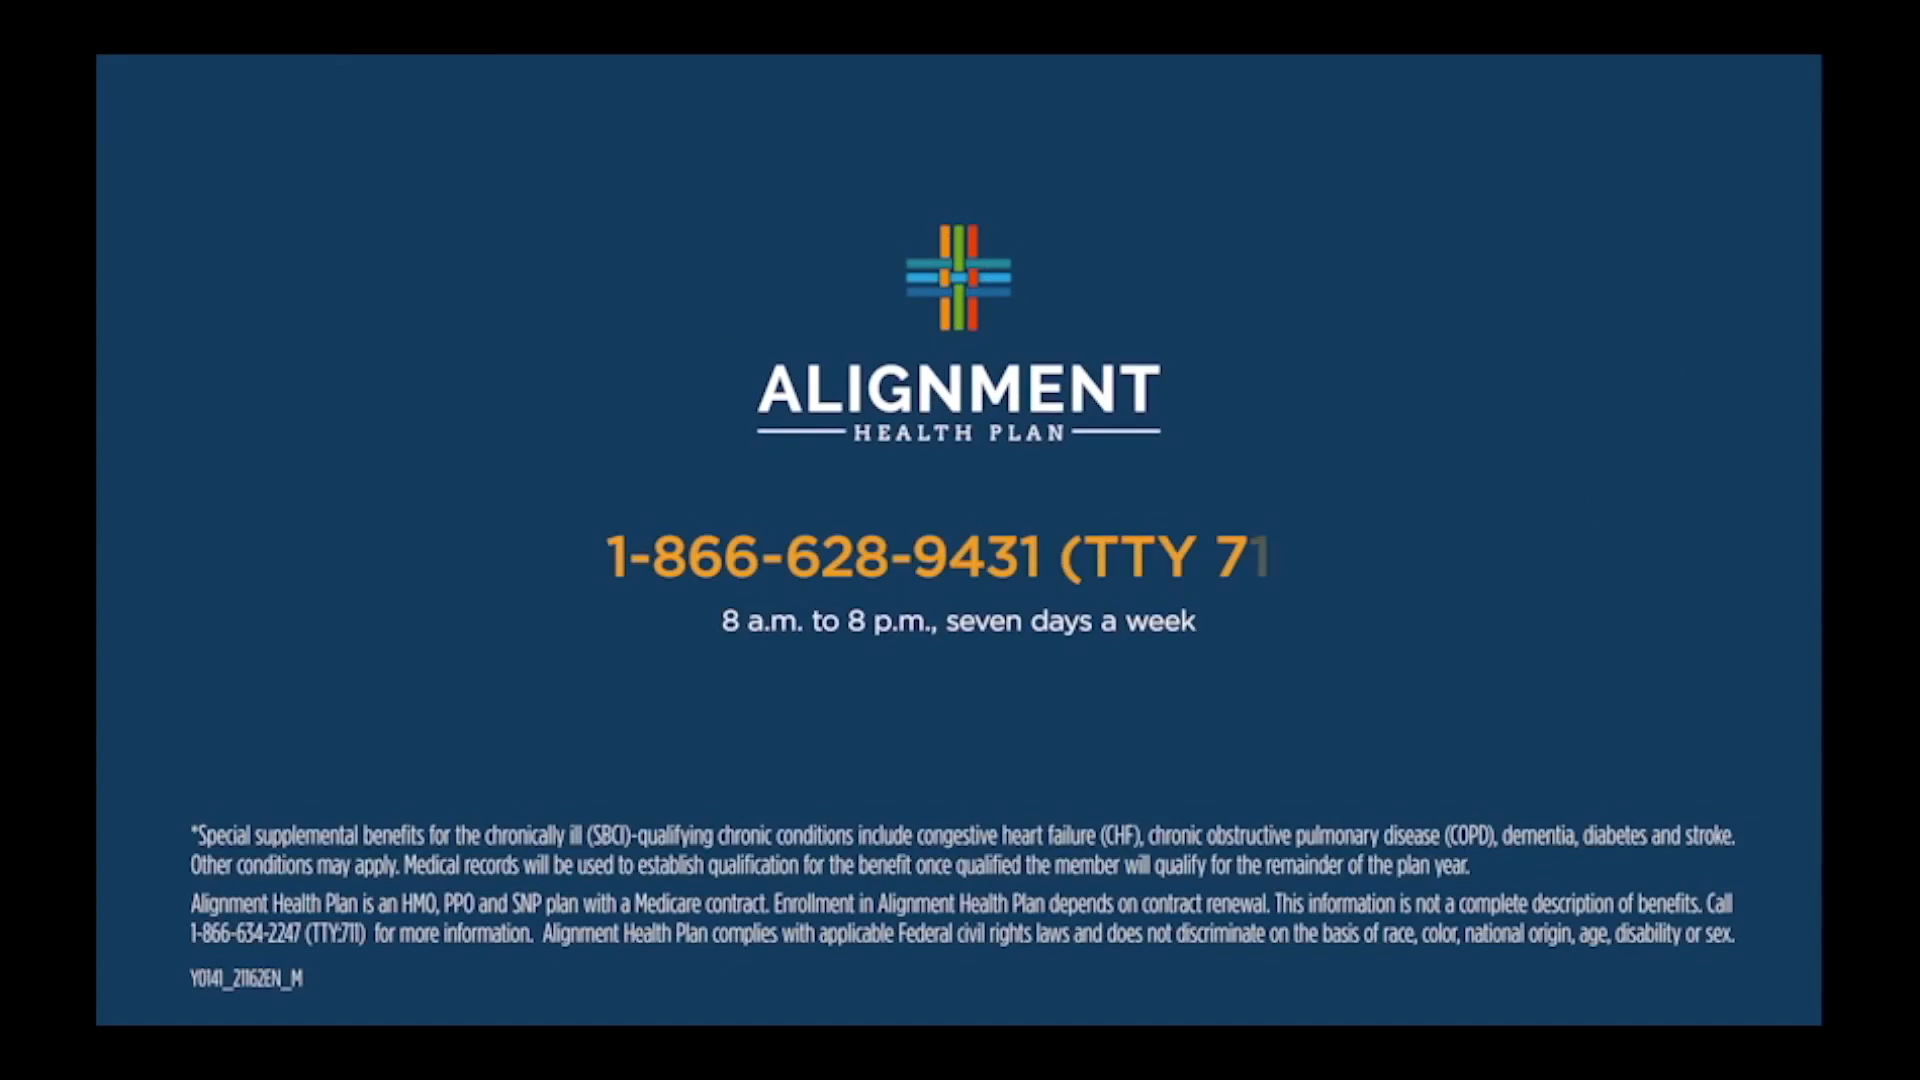 ALIGNMENT
HEALTH PLAN
1-866-628-9431 (TTY 71
8 a.m. to 8 p.m., seven days a week
*Special supplemental benefits for the chronically ill (SBCI)-qualifying chronic conditions include congestive heart failure (CHF), chronic obstructive pulmonary disease (COPD), dementia, diabetes and stroke.
Other conditions may apply. Medical records will be used to establish qualification for the benefit once qualified the member will qualify for the remainder of the plan year.
Alignment Health Plan is an HMO, PPO and SNP plan with a Medicare contract. Enrollment in Alignment Health Plan depends on contract renewal. This information is not a complete description of benefits. Call
1-866-634-2247 (TTY:711) for more information. Alignment Health Plan complies with applicable Federal civil rights laws and does not discriminate on the basis of race, color, national origin, age, disability or sex.
Y0141_21162EN_M